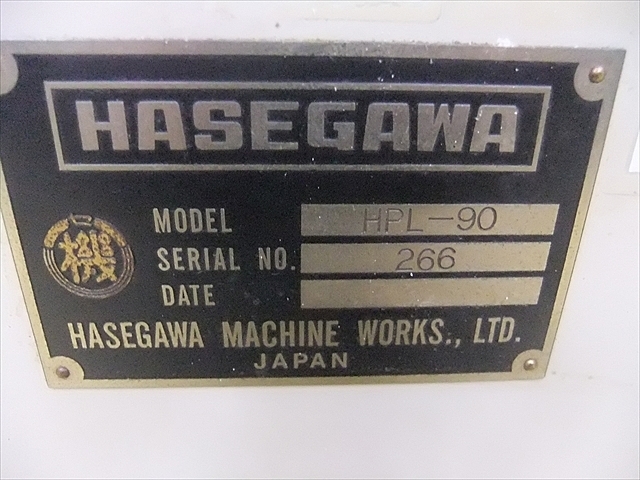 HASEGAWA
MODEL HPL-90
SERIAL NO. 266
DATE
HASEGAWA MACHINE WORKS., LTD.
JAPAN